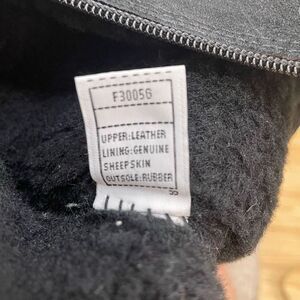 F30056
UPPER:LEATHER
LINING:GENUINE
SHEEPSKIN
OUTSOLE:RUBBER